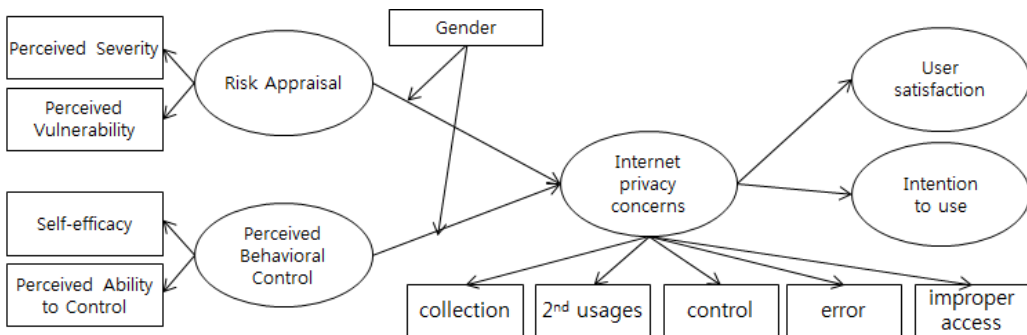 Gender
Perceived Severity
Risk Appraisal
Perceived
Vulnerability
User
satisfaction
Internet
privacy
concerns
Intention
to use
Self-efficacy
Perceived
Behavioral
Control
Perceived Ability
to Control
collection
2nd usages
control
error
improper
access